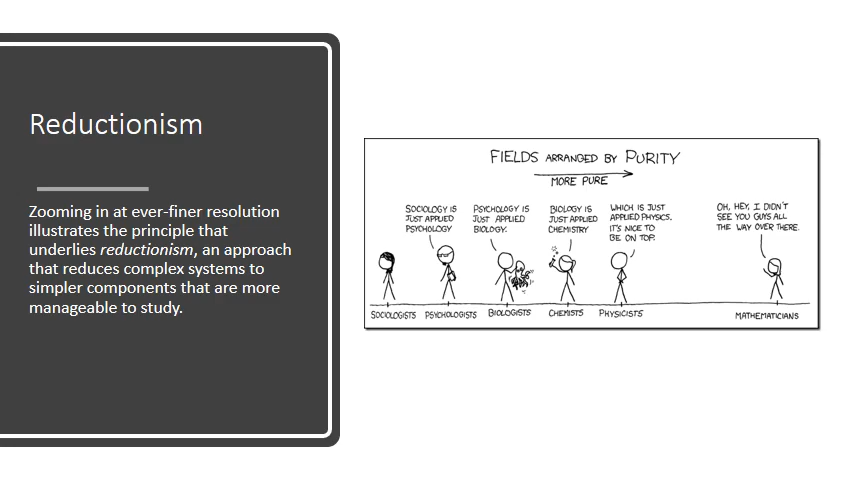 Reductionism
Zooming in at ever-finer resolution
illustrates the principle that
underlies reductionism, an approach
that reduces complex systems to
simpler components that are more
manageable to study.
FIELDS ARRANGED BY PURITY
MORE PURE
SOCIOLOGY IS
JUST APPLIED
PSYCHOLOGY
PSYCHOLOGY IS
JUST APPLIED
BIOLOGY.
BIOLOGY IS
JUST APPLIED
CHEMISTRY
WHICH IS JUST
APPLIED PHYSICS.
IT'S NICE TO
BE ON TOP.
OH, HEY, I DIDN'T
SEE YOU GUYS ALL
THE WAY OVER THERE.
SOCIOLOGISTS
PSYCHOLOGISTS
BIOLOGISTS
CHEMISTS
PHYSICISTS
MATHEMATICIANS